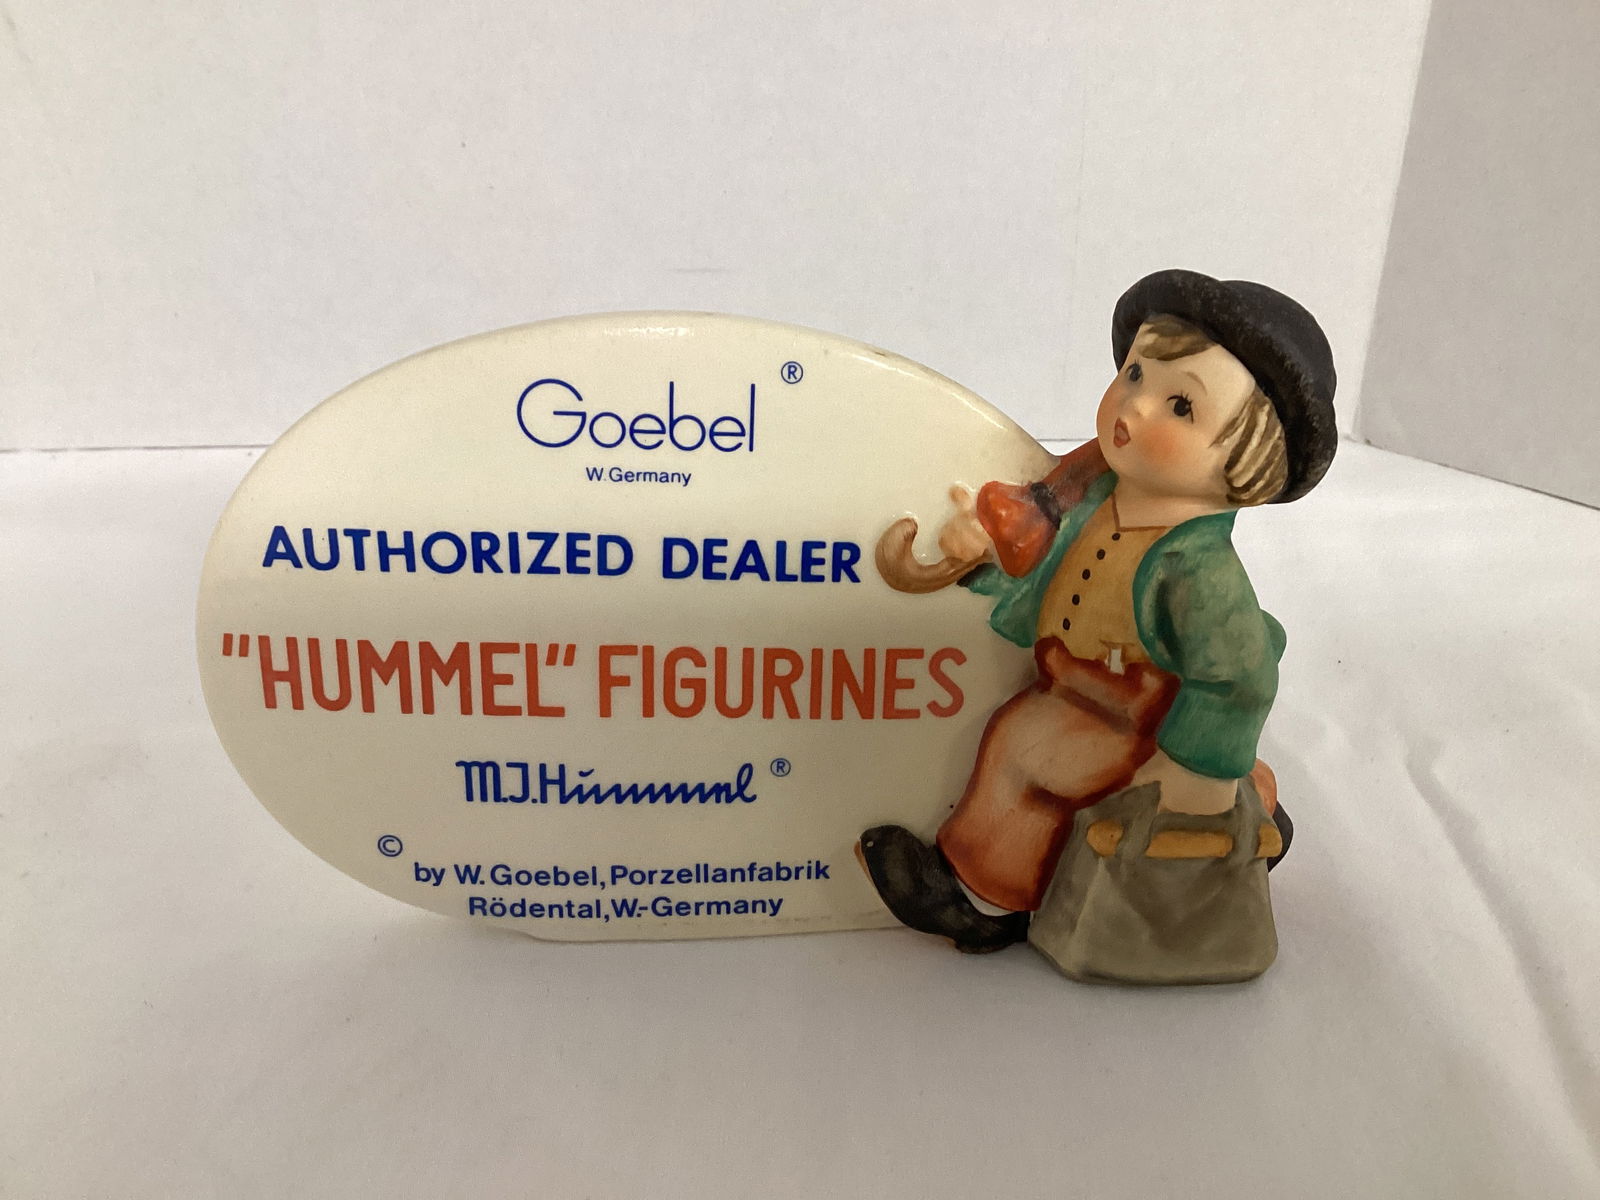 Goebel ®
W. Germany
AUTHORIZED DEALER
"HUMMEL" FIGURINES
M.J.Hummel ®
©
by W. Goebel, Porzellanfabrik
Rödental, W.-Germany